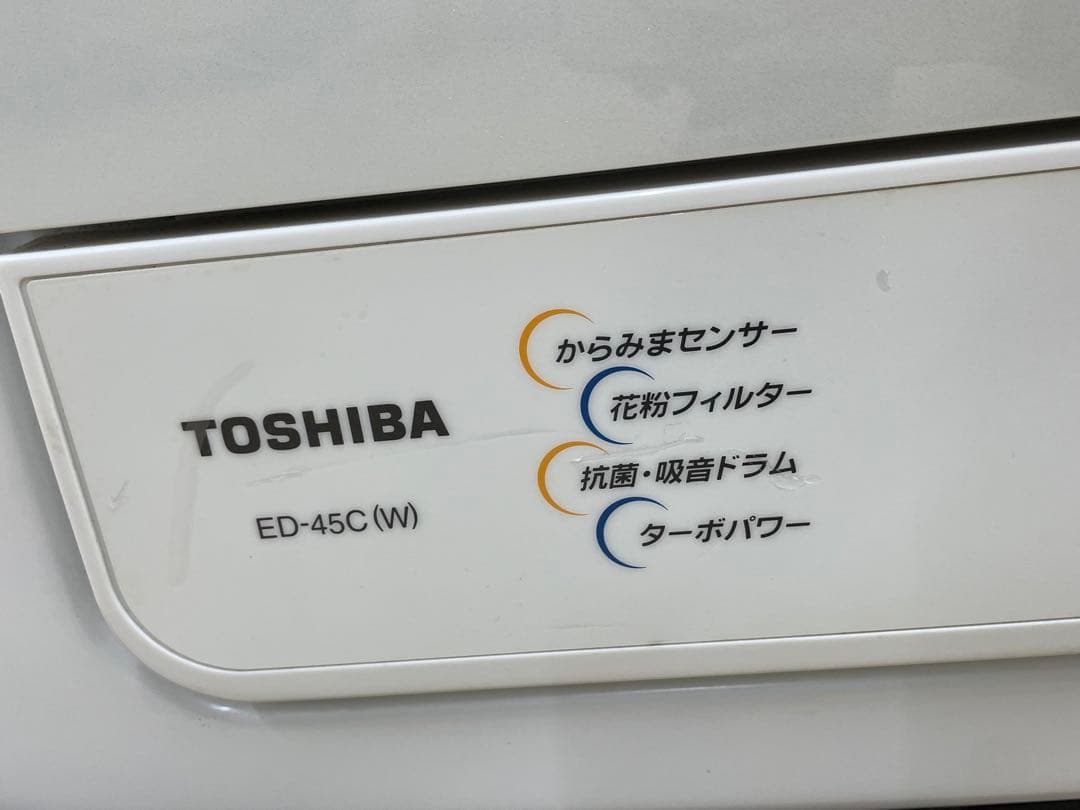 TOSHIBA
ED-45C(W)
からみまセンサー
花粉フィルター
抗菌・吸音ドラム
ターボパワー